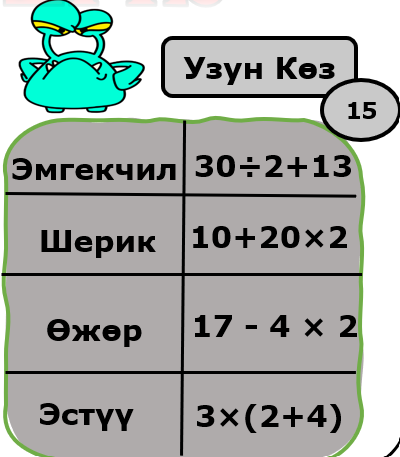 Узун Көз
15
Эмгекчил 30÷2+13
Шерик 10+20×2
Өжөр 17 - 4 × 2
Эстүү 3×(2+4)